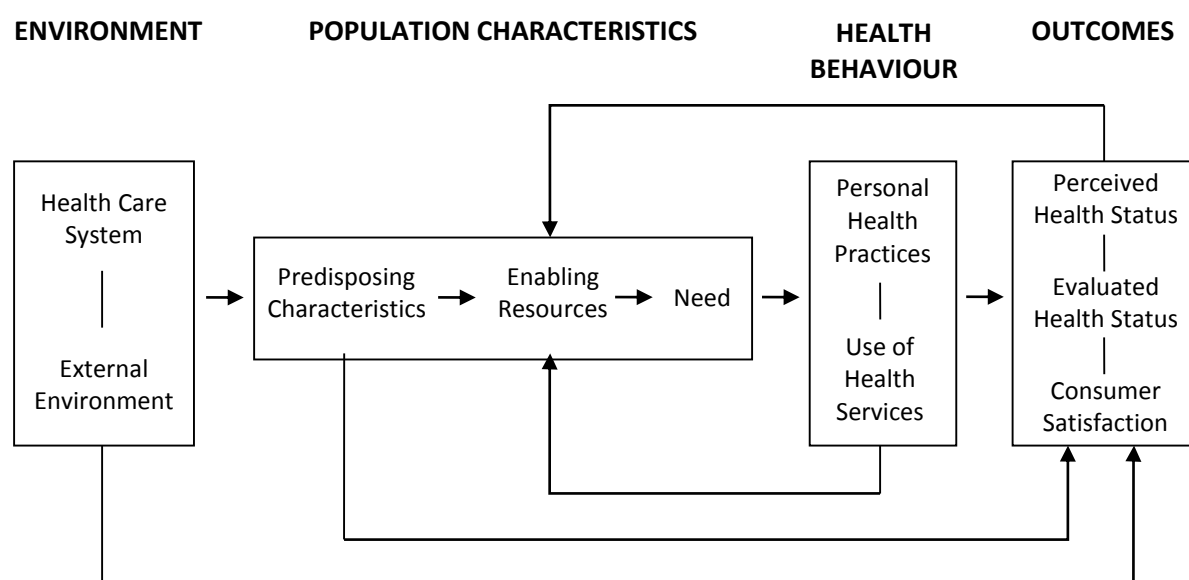 ENVIRONMENT
POPULATION CHARACTERISTICS
HEALTH
BEHAVIOUR
OUTCOMES
Health Care
System
External
Environment
Predisposing
Characteristics
Enabling
Resources
Need
Personal
Health
Practices
Use of
Health
Services
Perceived
Health Status
Evaluated
Health Status
Consumer
Satisfaction